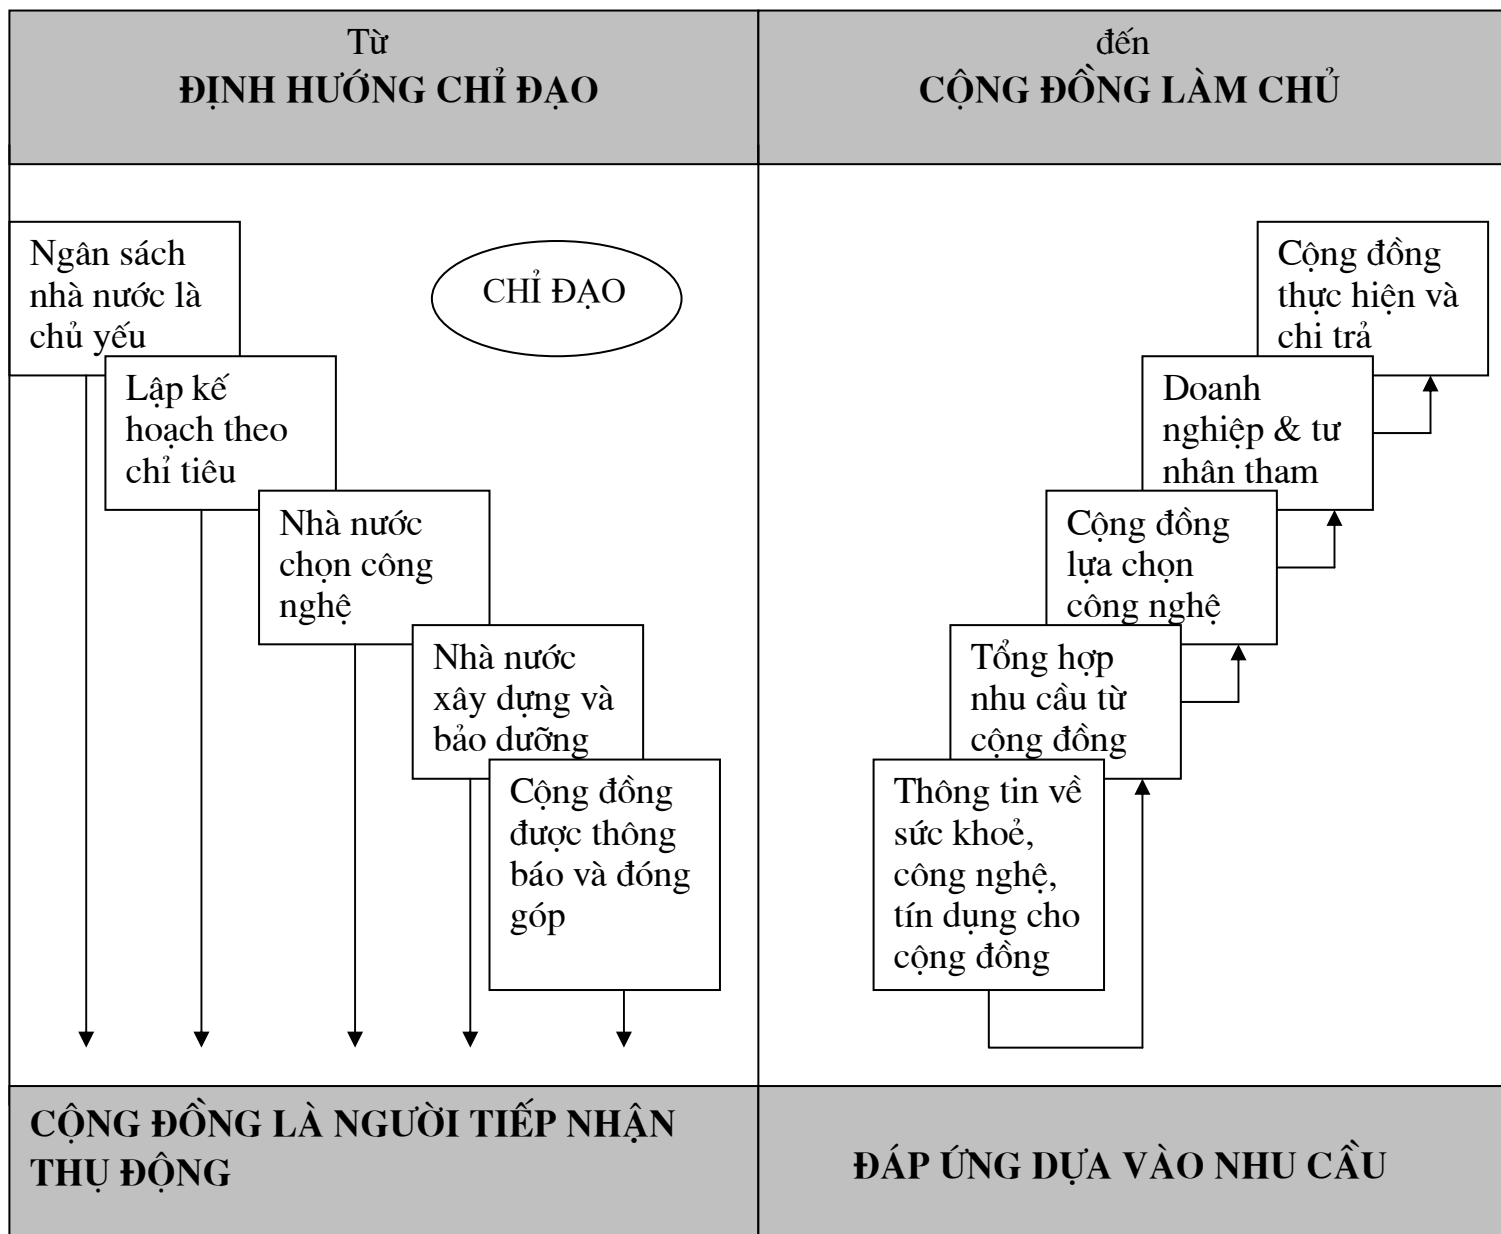 Từ
ĐỊNH HƯỚNG CHỈ ĐẠO
đến
CỘNG ĐỒNG LÀM CHỦ
Ngân sách
nhà nước là
chủ yếu
CHỈ ĐẠO
Lập kế
hoạch theo
chỉ tiêu
Nhà nước
chọn công
nghệ
Nhà nước
xây dựng và
bảo dưỡng
Cộng đồng
được thông
báo và đóng
góp
CỘNG ĐỒNG LÀ NGƯỜI TIẾP NHẬN
THỤ ĐỘNG
Cộng đồng
thực hiện và
chi trả
Doanh
nghiệp & tư
nhân tham
Cộng đồng
lựa chọn
công nghệ
Tổng hợp
nhu cầu từ
cộng đồng
Thông tin về
sức khoẻ,
công nghệ,
tín dụng cho
cộng đồng
ĐÁP ỨNG DỰA VÀO NHU CẦU